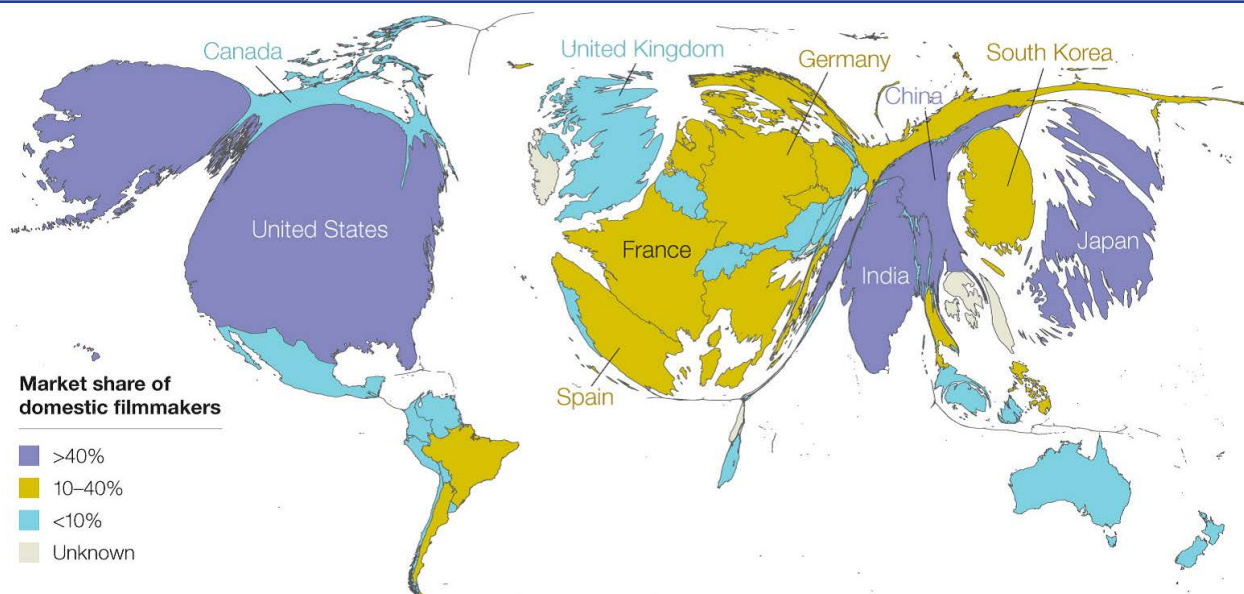 Canada
United Kingdom
Germany
South Korea
China
United States
France
India
Japan
Spain
Market share of
domestic filmmakers
>40%
10–40%
<10%
Unknown